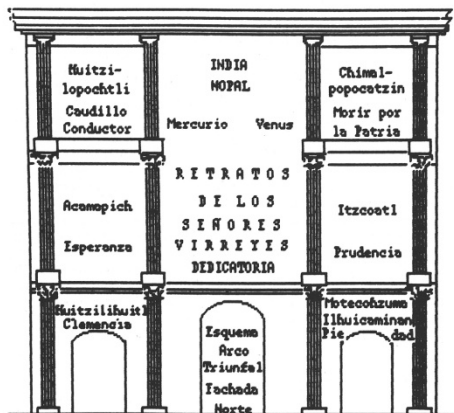 Huitzi-
lopochtli
Caudillo
Conductor
INDIA
NOPAL
Mercurio Venus
Chimal-
popocatzin
Morir por
la Patria
Acamapich
Esperanza
RETRATOS
DE LOS
SEÑORES
VIRREYES
DEDICATORIA
Itzcoatl
Prudencia
Huitzilihuitl
Clemencia
Esquema
Arco
Triunfal
Fachada
Norte
Motecohzuma
Ilhuicaminan
Pie dad